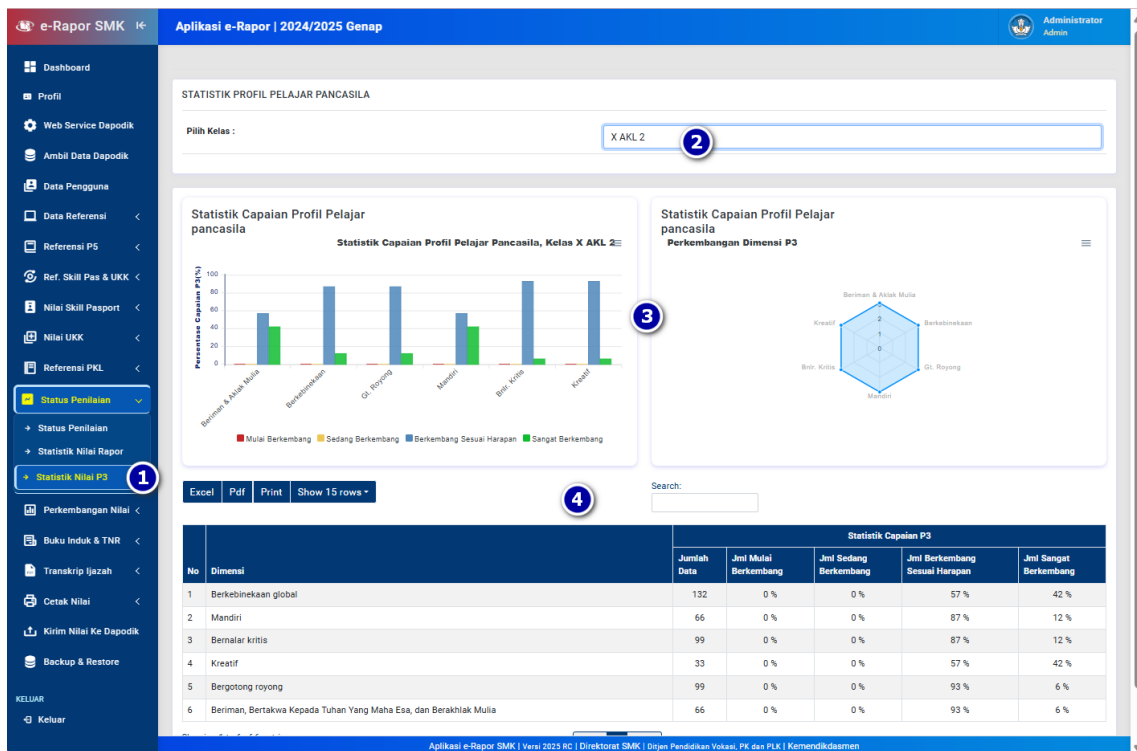 e-Rapor SMK
Aplikasi e-Rapor | 2024/2025 Genap
Administrator
Admin
Dashboard
Profil
Web Service Dapodik
Ambil Data Dapodik
Data Pengguna
Data Referensi
Referensi P5
Ref. Skill Pas & UKK
Nilai Skill Pasport
Nilai UKK
Referensi PKL
Status Penilaian
Status Penilaian
Statistik Nilai Rapor
Statistik Nilai P3
1
Perkembangan Nilai
Buku Induk & TNR
Transkrip Ijazah
Cetak Nilai
Kirim Nilai Ke Dapodik
Backup & Restore
KELUAR
Keluar
STATISTIK PROFIL PELAJAR PANCASILA
Pilih Kelas :
X AKL 2
2
Statistik Capaian Profil Pelajar
pancasila
Statistik Capaian Profil Pelajar Pancasila, Kelas X AKL 2
Persentase Capaian P3(%)
100
80
60
40
20
0
Beriman & Aklak Mulia
Berkebinekaan
Gt. Royong
Mandiri
Bnlr. Kritis
Kreatif
Mulai Berkembang Sedang Berkembang Berkembang Sesuai Harapan Sangat Berkembang
3
Statistik Capaian Profil Pelajar
pancasila
Perkembangan Dimensi P3
Beriman & Aklak Mulia
Kreatif
Berkebinekaan
2
1
0
Bnlr. Kritis
Gt. Royong
Mandiri
Excel Pdf Print Show 15 rows
4
Search:
No Dimensi Statistik Capaian P3
Jumlah Data Jml Mulai Berkembang Jml Sedang Berkembang Jml Berkembang Sesuai Harapan Jml Sangat Berkembang
1 Berkebinekaan global 132 0 % 0 % 57 % 42 %
2 Mandiri 66 0 % 0 % 87 % 12 %
3 Bernalar kritis 99 0 % 0 % 87 % 12 %
4 Kreatif 33 0 % 0 % 57 % 42 %
5 Bergotong royong 99 0 % 0 % 93 % 6 %
6 Beriman, Bertakwa Kepada Tuhan Yang Maha Esa, dan Berakhlak Mulia 66 0 % 0 % 93 % 6 %
Aplikasi e-Rapor SMK | Versi 2025 RC | Direktorat SMK | Ditjen Pendidikan Vokasi, PK dan PLK | Kemendikdasmen